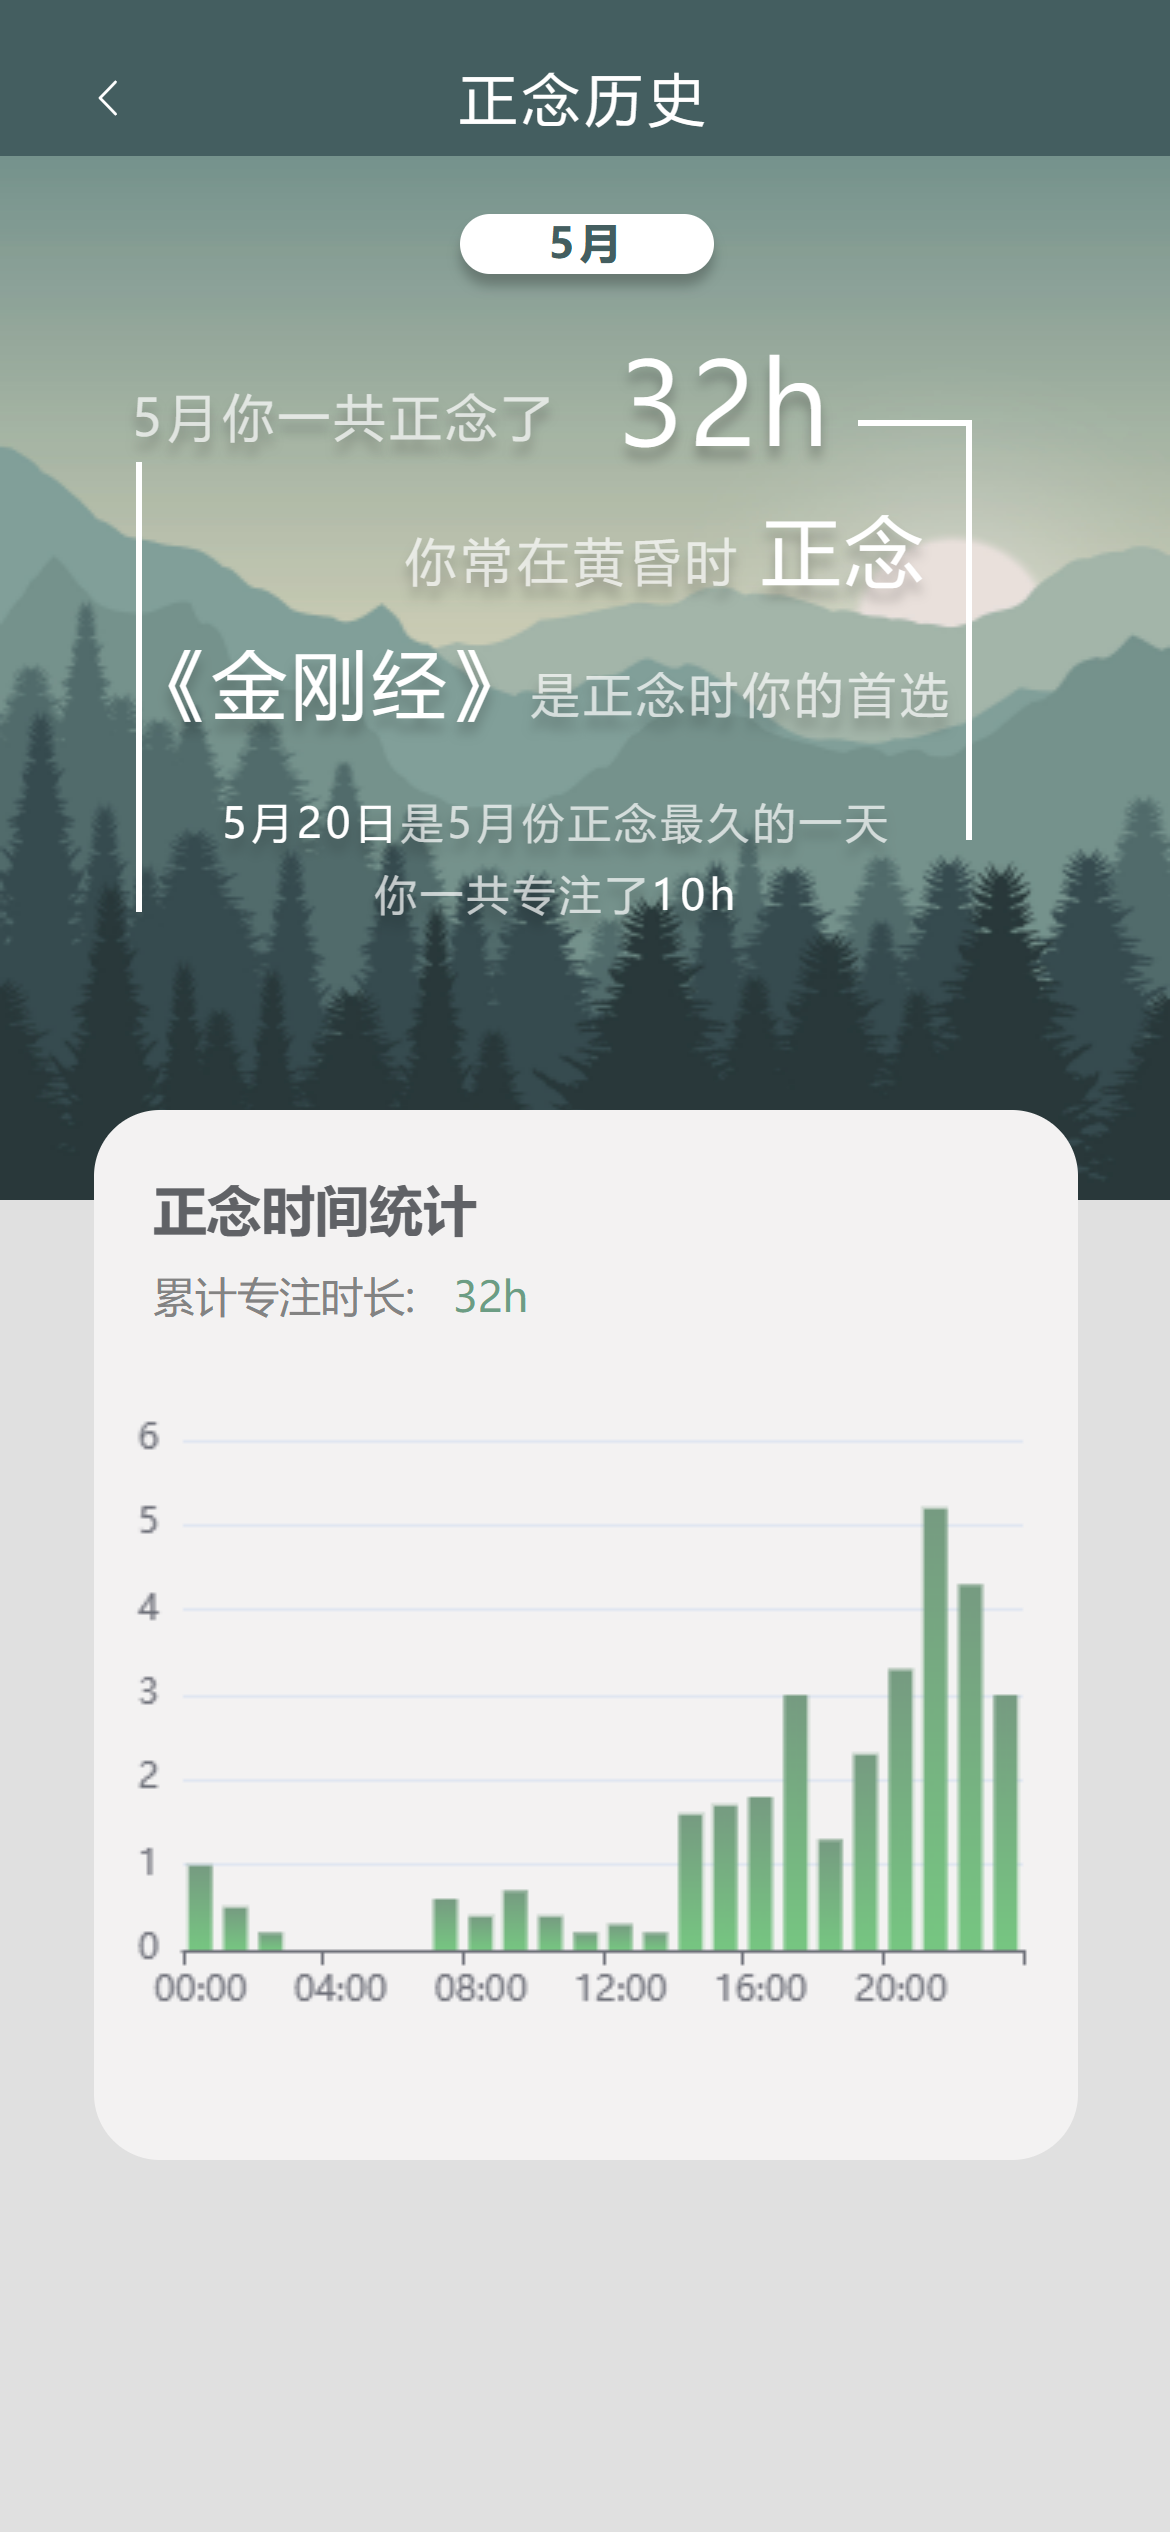 正念历史
5月
5月你一共正念了 32h
你常在黄昏时 正念
《金刚经》是正念时你的首选
5月20日是5月份正念最久的一天
你一共专注了10h
正念时间统计
累计专注时长: 32h
6
5
4
3
2
1
0
00:00 04:00 08:00 12:00 16:00 20:00